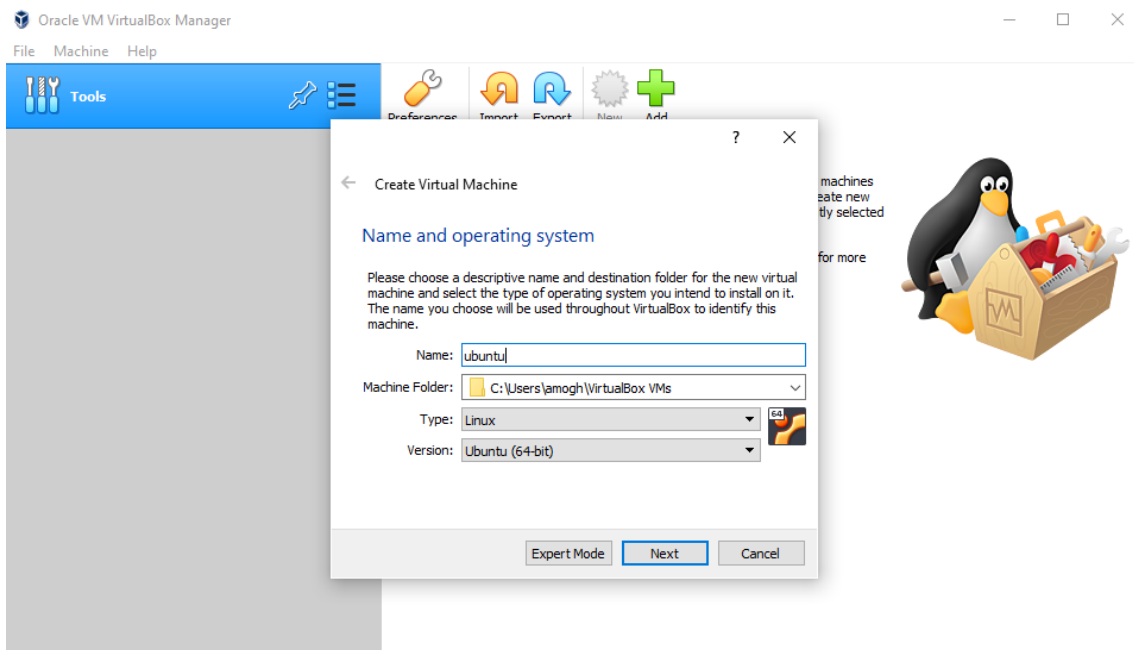 Oracle VM VirtualBox Manager
File Machine Help
Tools
Preferences Import Export New Add
? 
machines
eate new
tly selected
for more
Create Virtual Machine
Name and operating system
Please choose a descriptive name and destination folder for the new virtual
machine and select the type of operating system you intend to install on it.
The name you choose will be used throughout VirtualBox to identify this
machine.
Name: ubuntu
Machine Folder: C:\Users\amogh\VirtualBox VMs
Type: Linux
64
Version: Ubuntu (64-bit)
Expert Mode Next Cancel